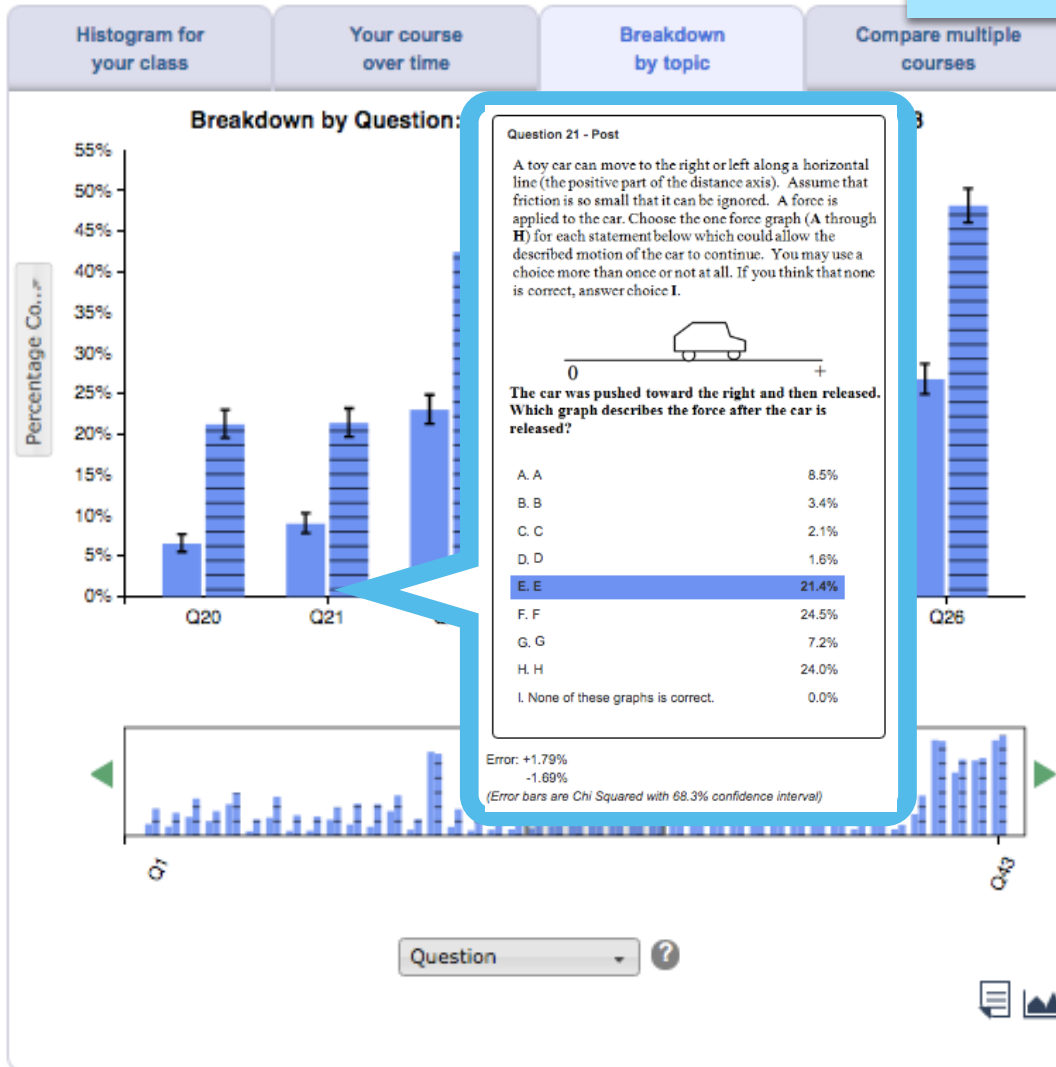 Histogram for
your class
Your course
over time
Breakdown
by topic
Compare multiple
courses
Breakdown by Question:
Percentage Co...
55%
50%
45%
40%
35%
30%
25%
20%
15%
10%
5%
0%
Q20
Q21
Q26
Question 21 - Post
A toy car can move to the right or left along a horizontal
line (the positive part of the distance axis). Assume that
friction is so small that it can be ignored. A force is
applied to the car. Choose the one force graph (A through
H) for each statement below which could allow the
described motion of the car to continue. You may use a
choice more than once or not at all. If you think that none
is correct, answer choice I.
0
+
The car was pushed toward the right and then released.
Which graph describes the force after the car is
released?
A. A 8.5%
B. B 3.4%
C. C 2.1%
D. D 1.6%
E. E 21.4%
F. F 24.5%
G. G 7.2%
H. H 24.0%
I. None of these graphs is correct. 0.0%
Error: +1.79%
-1.69%
(Error bars are Chi Squared with 68.3% confidence interval)
Q1
Q43
Question
?